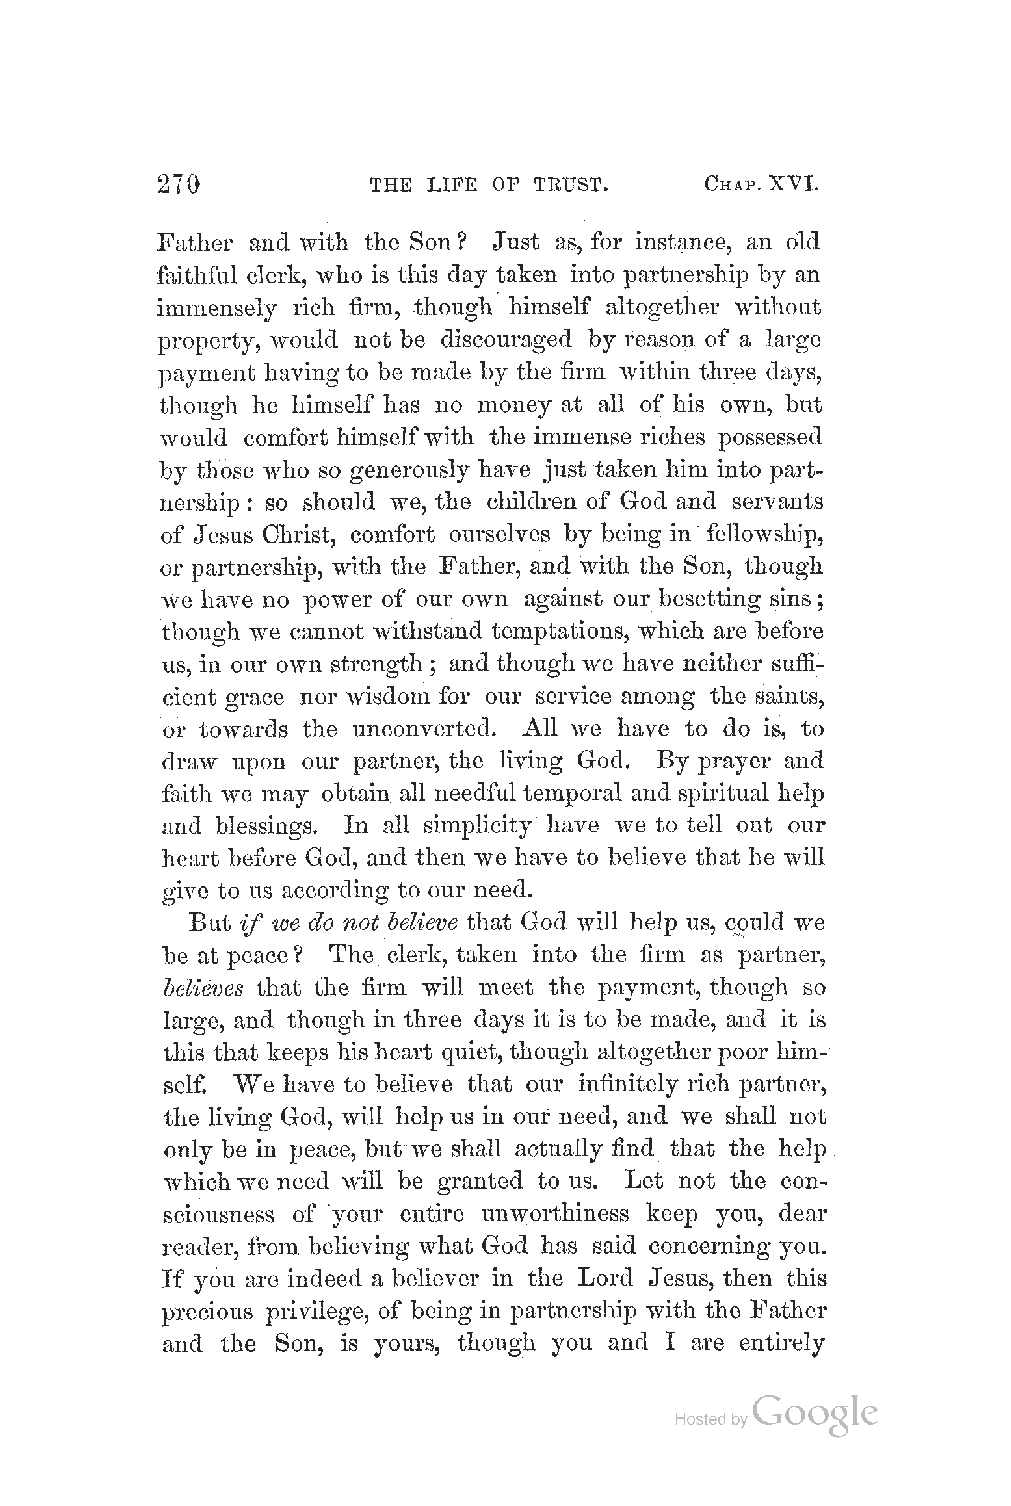 270 THE LIFE OF TRUST. CHAP. XVI.
Father and with the Son? Just as, for instance, an old
faithful clerk, who is this day taken into partnership by an
immensely rich firm, though himself altogether without
property, would not be discouraged by reason of a large
payment having to be made by the firm within three days,
though he himself has no money at all of his own, but
would comfort himself with the immense riches possessed
by those who so generously have just taken him into part-
nership: so should we, the children of God and servants
of Jesus Christ, comfort ourselves by being in fellowship,
or partnership, with the Father, and with the Son, though
we have no power of our own against our besetting sins;
though we cannot withstand temptations, which are before
us, in our own strength; and though we have neither suffi-
cient grace nor wisdom for our service among the saints,
or towards the unconverted. All we have to do is, to
draw upon our partner, the living God. By prayer and
faith we may obtain all needful temporal and spiritual help
and blessings. In all simplicity have we to tell out our
heart before God, and then we have to believe that he will
give to us according to our need.
But if we do not believe that God will help us, could we
be at peace? The clerk, taken into the firm as partner,
believes that the firm will meet the payment, though so
large, and though in three days it is to be made, and it is
this that keeps his heart quiet, though altogether poor him-
self. We have to believe that our infinitely rich partner,
the living God, will help us in our need, and we shall not
only be in peace, but we shall actually find that the help
which we need will be granted to us. Let not the con-
sciousness of your entire unworthiness keep you, dear
reader, from believing what God has said concerning you.
If you are indeed a believer in the Lord Jesus, then this
precious privilege, of being in partnership with the Father
and the Son, is yours, though you and I are entirely
Hosted by Google